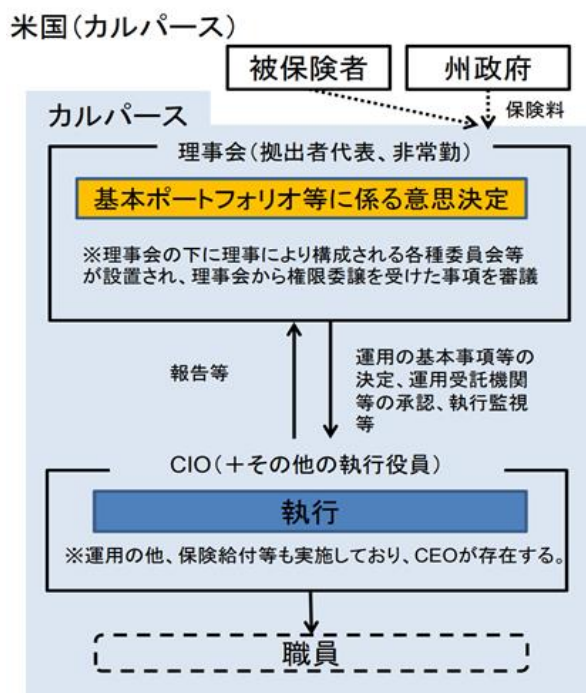 米国（カルパース）
被保険者
州政府
保険料
カルパース
理事会（拠出者代表、非常勤）
基本ポートフォリオ等に係る意思決定
※理事会の下に理事により構成される各種委員会等
が設置され、理事会から権限委譲を受けた事項を審議
報告等
運用の基本事項等の
決定、運用受託機関
等の承認、執行監視
等
CIO（＋その他の執行役員）
執行
※運用の他、保険給付等も実施しており、CEOが存在する。
職員